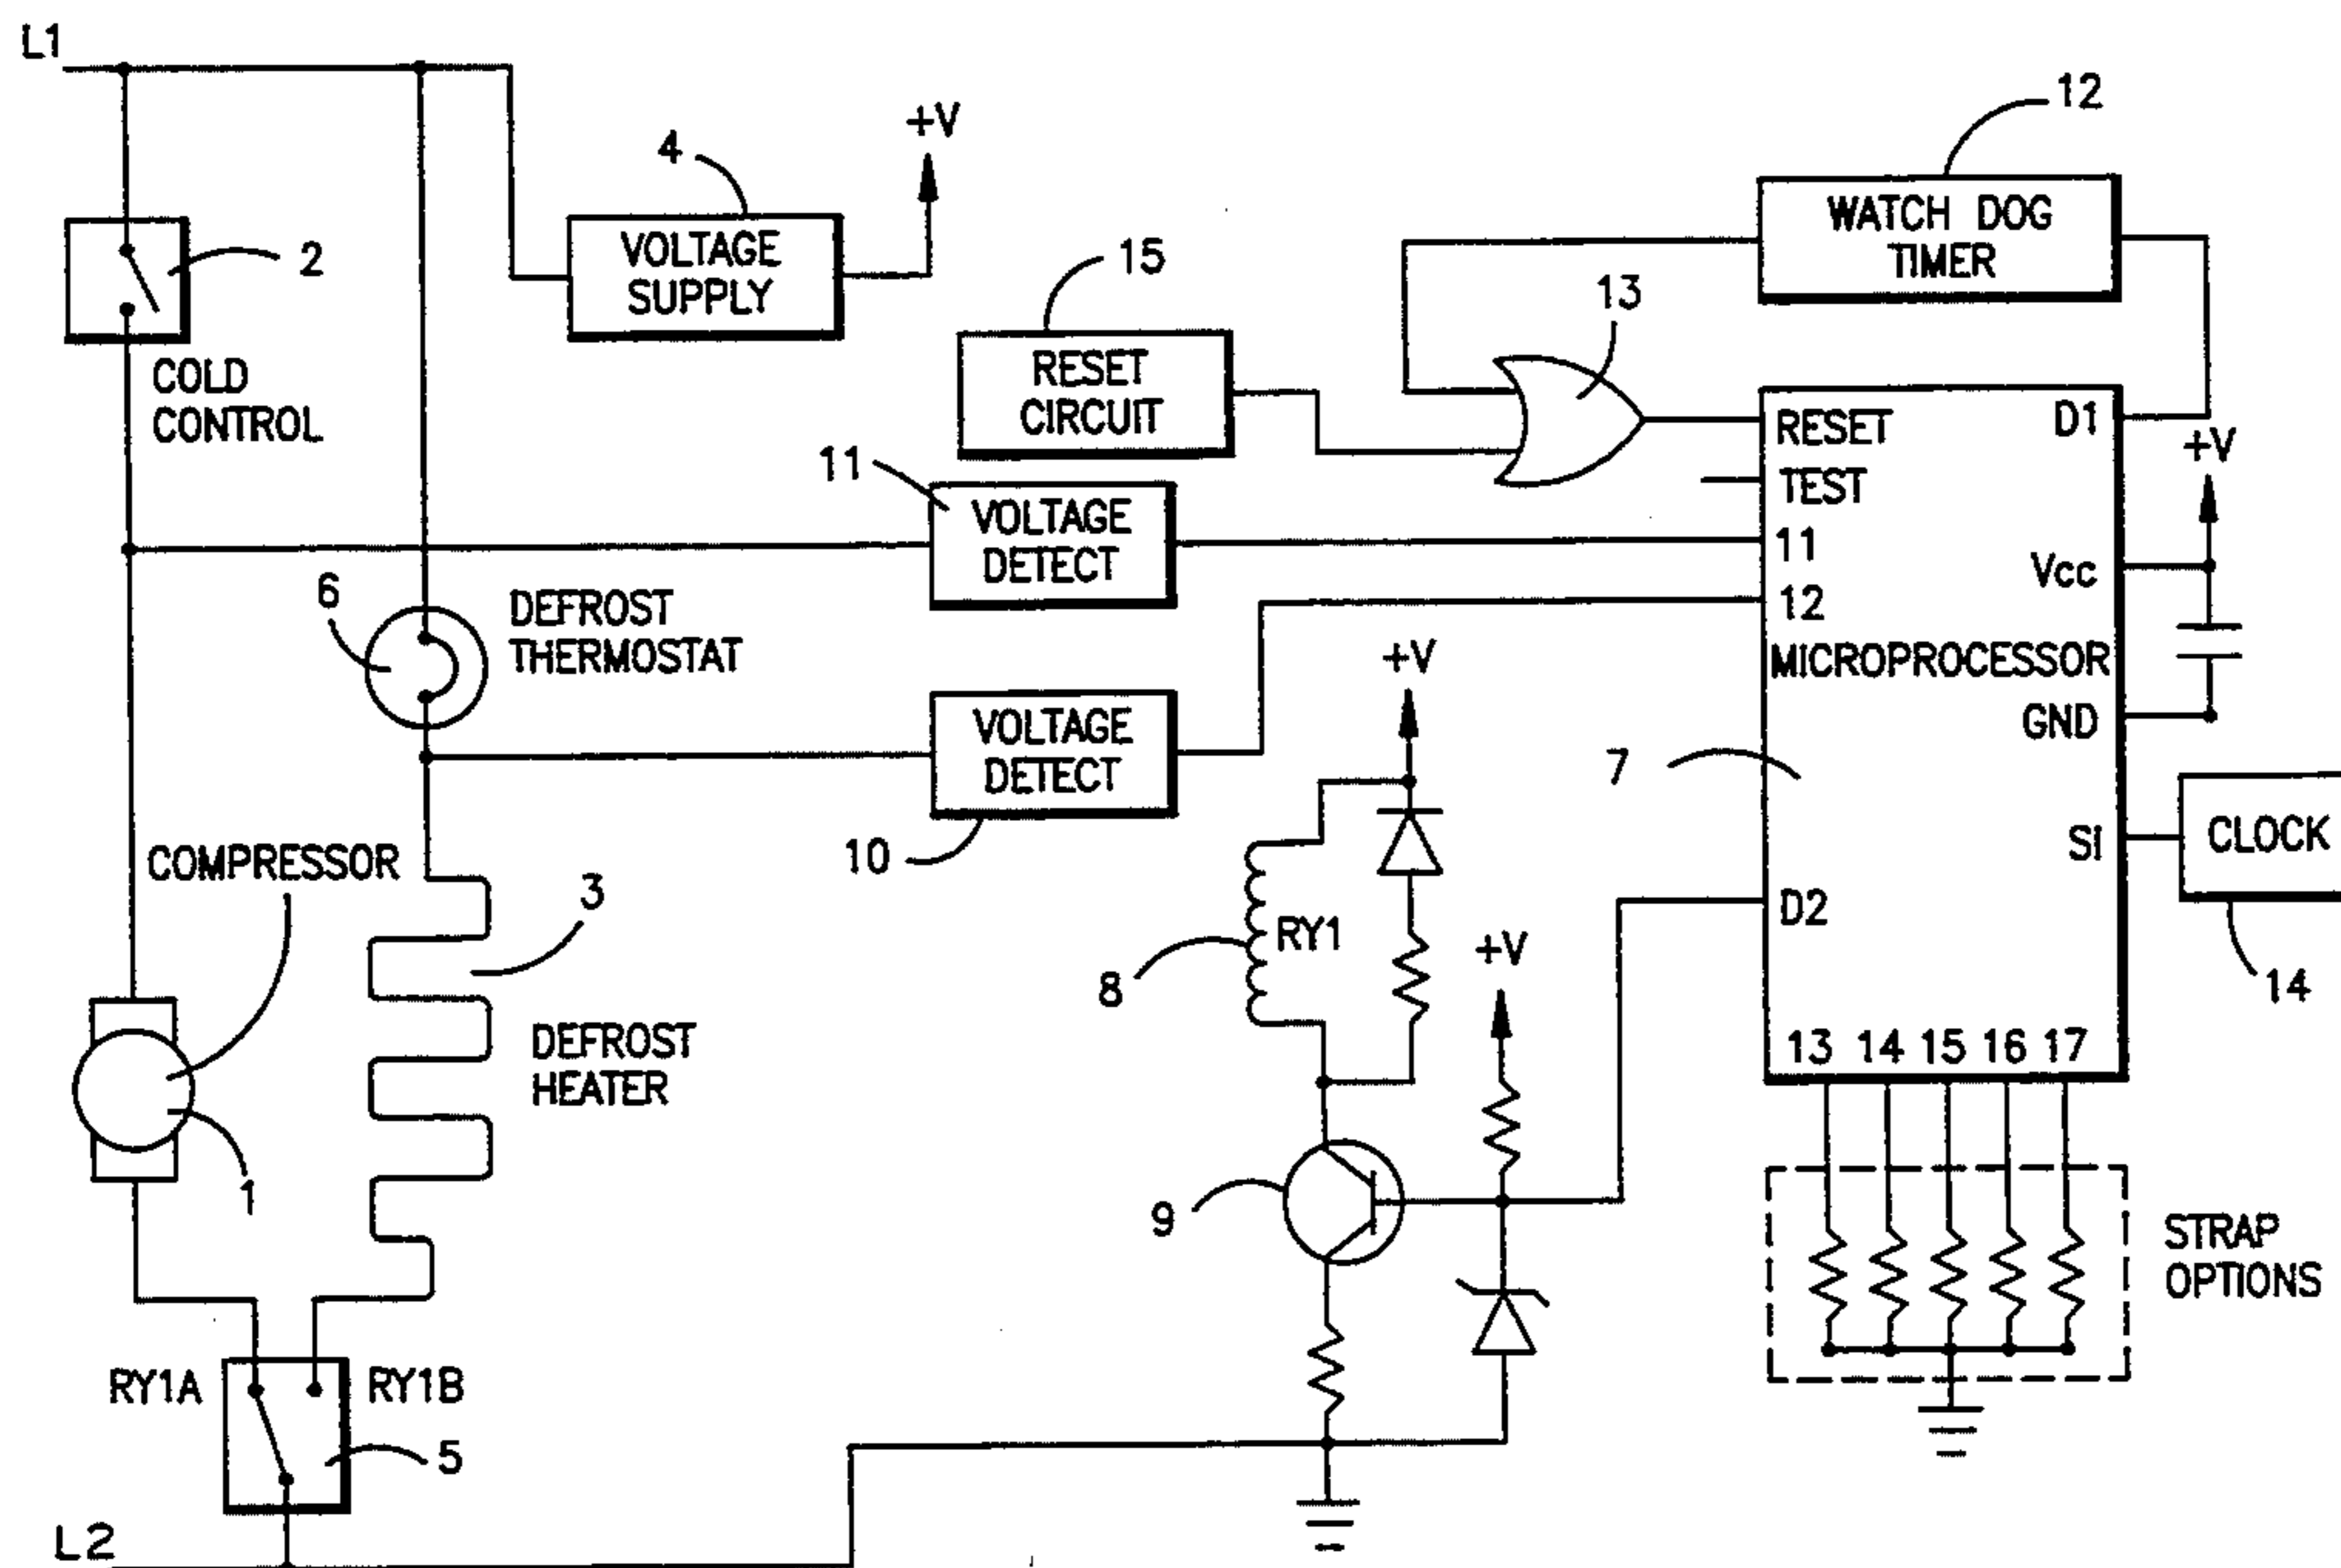 L1
+V
12
4
WATCH DOG
TIMER
VOLTAGE
SUPPLY
2
15
13
RESET
CIRCUIT
COLD
CONTROL
RESET
D1
+V
TEST
11
VOLTAGE
DETECT
11
Vcc
6
DEFROST
THERMOSTAT
12
+V
MICROPROCESSOR
VOLTAGE
DETECT
GND
7
10
COMPRESSOR
SI
CLOCK
3
RY1
D2
+V
8
14
DEFROST
HEATER
13 14 15 16 17
1
9
STRAP
OPTIONS
RY1A
RY1B
5
L2